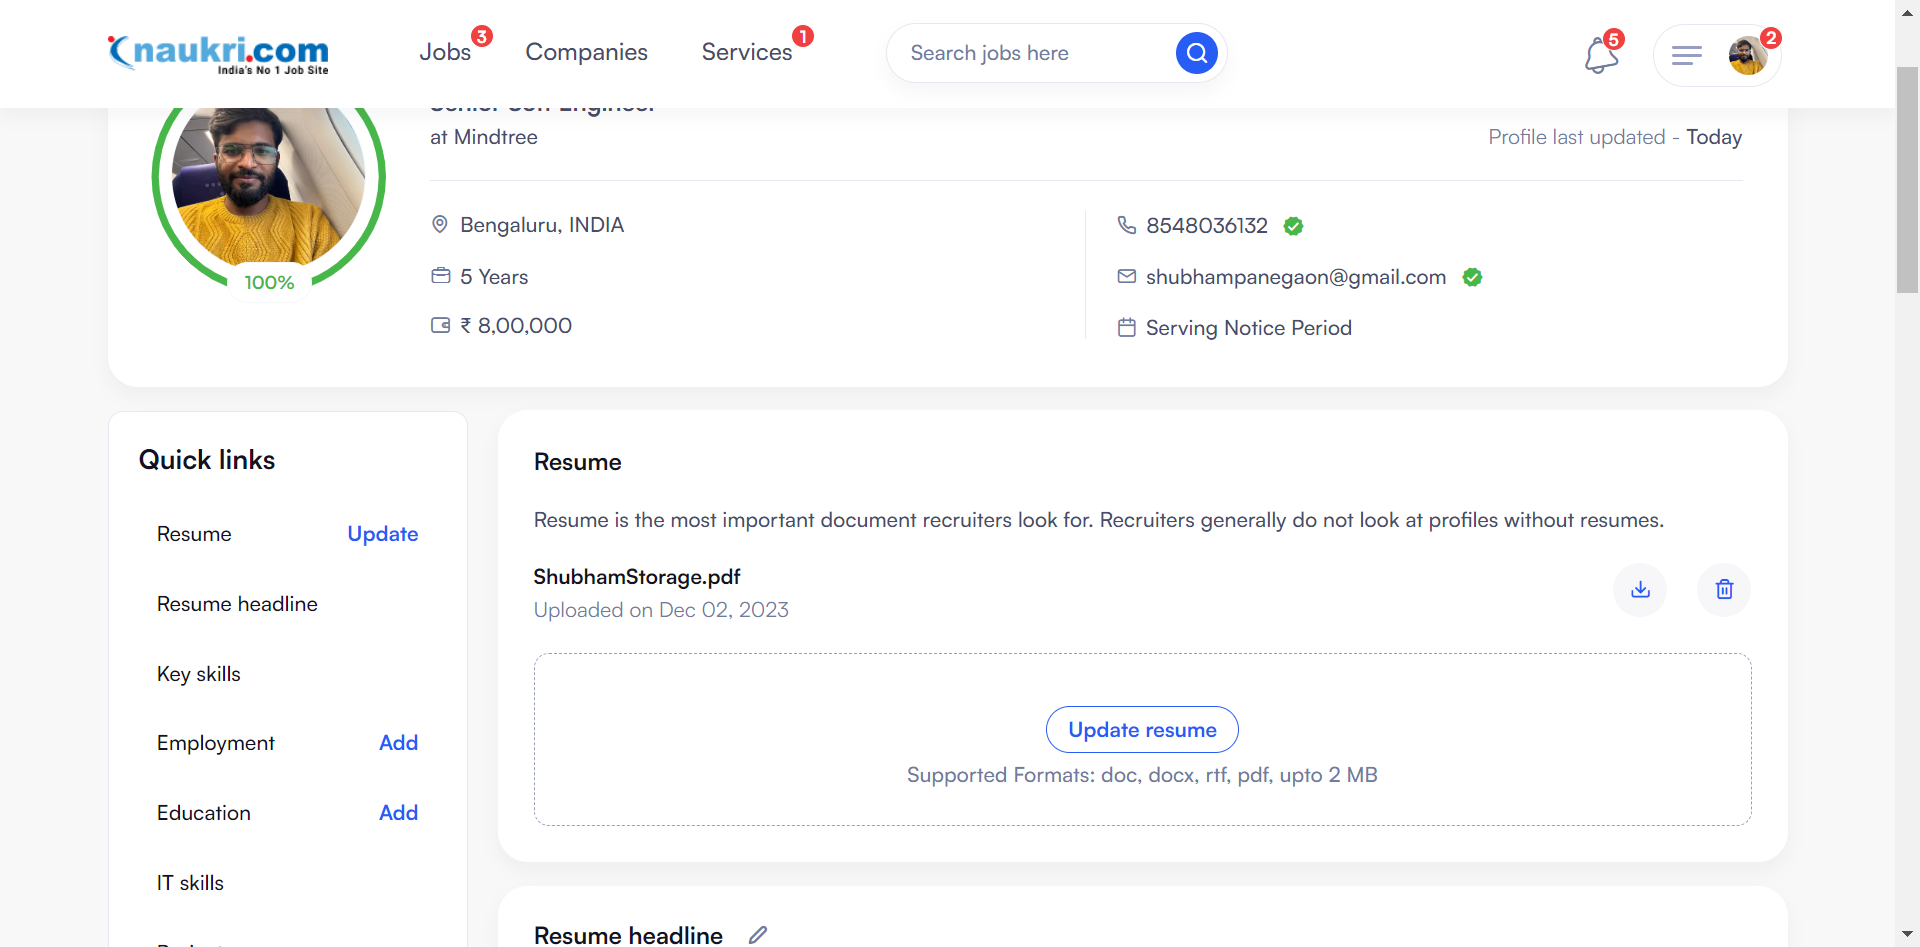 naukri.com
India's No 1 Job Site
Jobs
3
Companies
Services
1
Search jobs here
5
2
at Mindtree
Profile last updated - Today
100%
Bengaluru, INDIA
5 Years
₹ 8,00,000
8548036132
shubhampanegaon@gmail.com
Serving Notice Period
Quick links
Resume
Update
Resume headline
Key skills
Employment
Add
Education
Add
IT skills
Resume
Resume is the most important document recruiters look for. Recruiters generally do not look at profiles without resumes.
ShubhamStorage.pdf
Uploaded on Dec 02, 2023
Update resume
Supported Formats: doc, docx, rtf, pdf, upto 2 MB
Resume headline